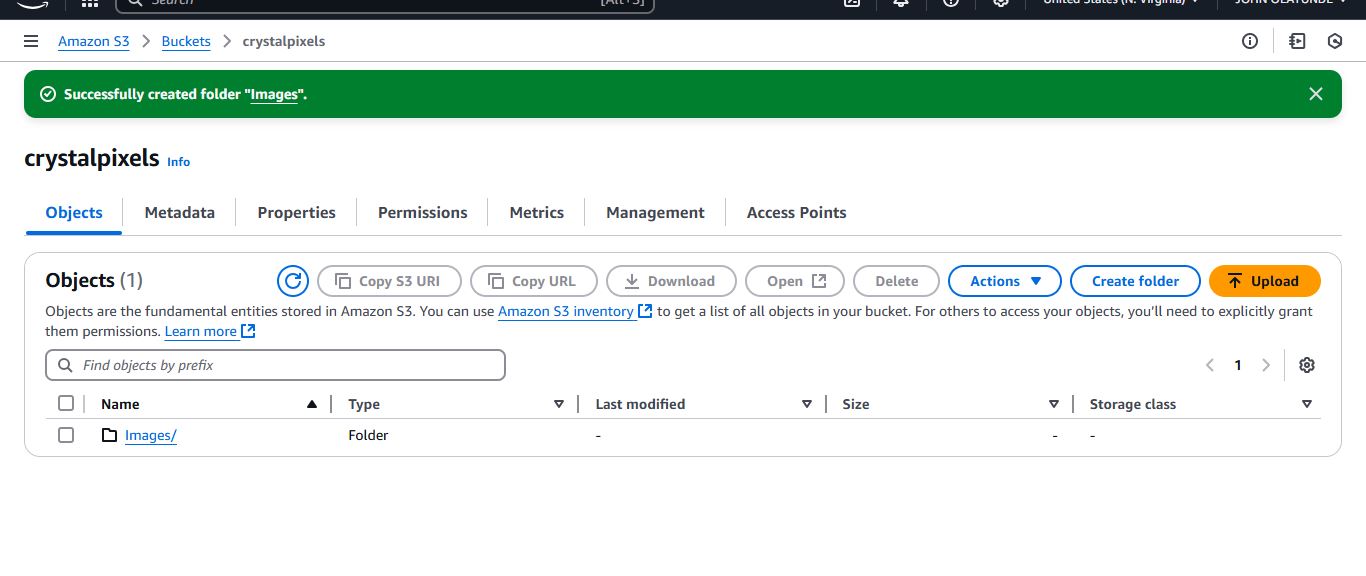 Search [Alt+S] United States (N. Virginia) JOHN OLATUNDE
Amazon S3 > Buckets > crystalpixels
Successfully created folder "Images".
crystalpixels Info
Objects Metadata Properties Permissions Metrics Management Access Points
Objects (1) Copy S3 URI Copy URL Download Open Delete Actions Create folder Upload
Objects are the fundamental entities stored in Amazon S3. You can use Amazon S3 inventory to get a list of all objects in your bucket. For others to access your objects, you'll need to explicitly grant
them permissions. Learn more
Find objects by prefix 1
Name Type Last modified Size Storage class
Images/ Folder - - -